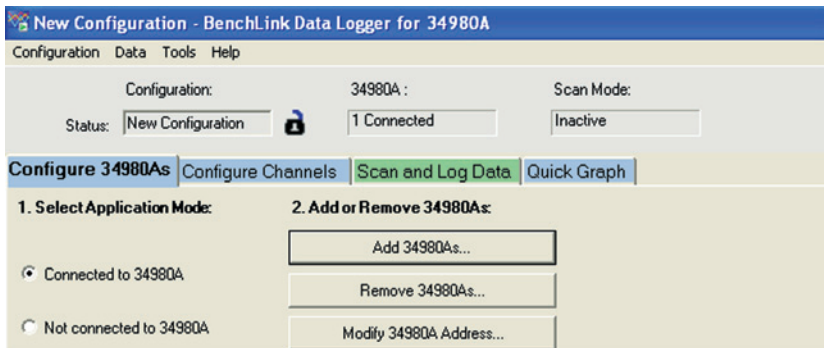 New Configuration - BenchLink Data Logger for 34980A
Configuration Data Tools Help
Configuration: 34980A : Scan Mode:
Status: New Configuration 1 Connected Inactive
Configure 34980As Configure Channels Scan and Log Data Quick Graph
1. Select Application Mode: 2. Add or Remove 34980As:
Add 34980As...
Connected to 34980A
Remove 34980As...
Not connected to 34980A Modify 34980A Address...